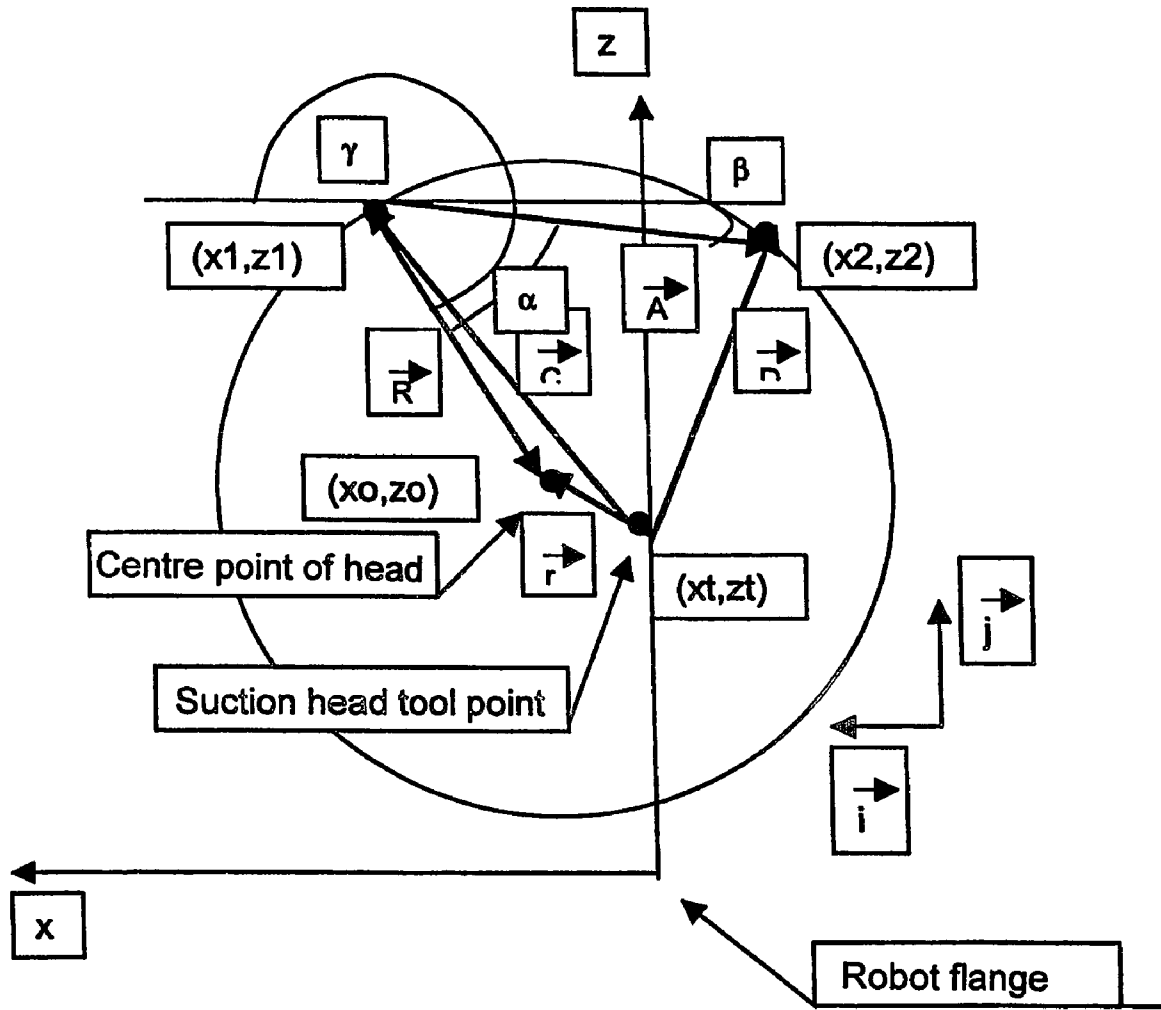 z
γ
β
(x1,z1)
(x2,z2)
α
A
R
(xo,zo)
Centre point of head
r
(xt,zt)
j
Suction head tool point
i
x
Robot flange